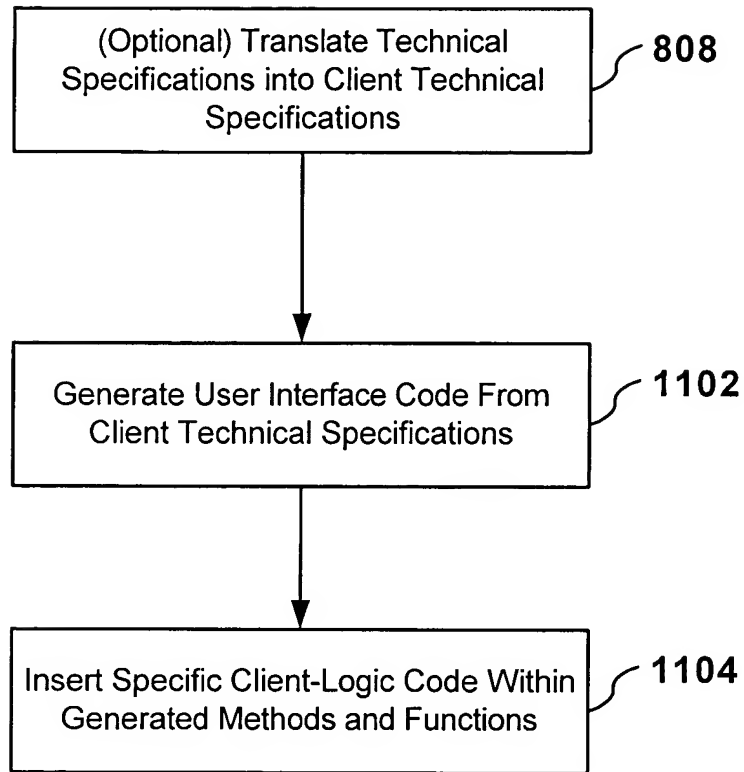 (Optional) Translate Technical
Specifications into Client Technical
Specifications
808
Generate User Interface Code From
Client Technical Specifications
1102
Insert Specific Client-Logic Code Within
Generated Methods and Functions
1104